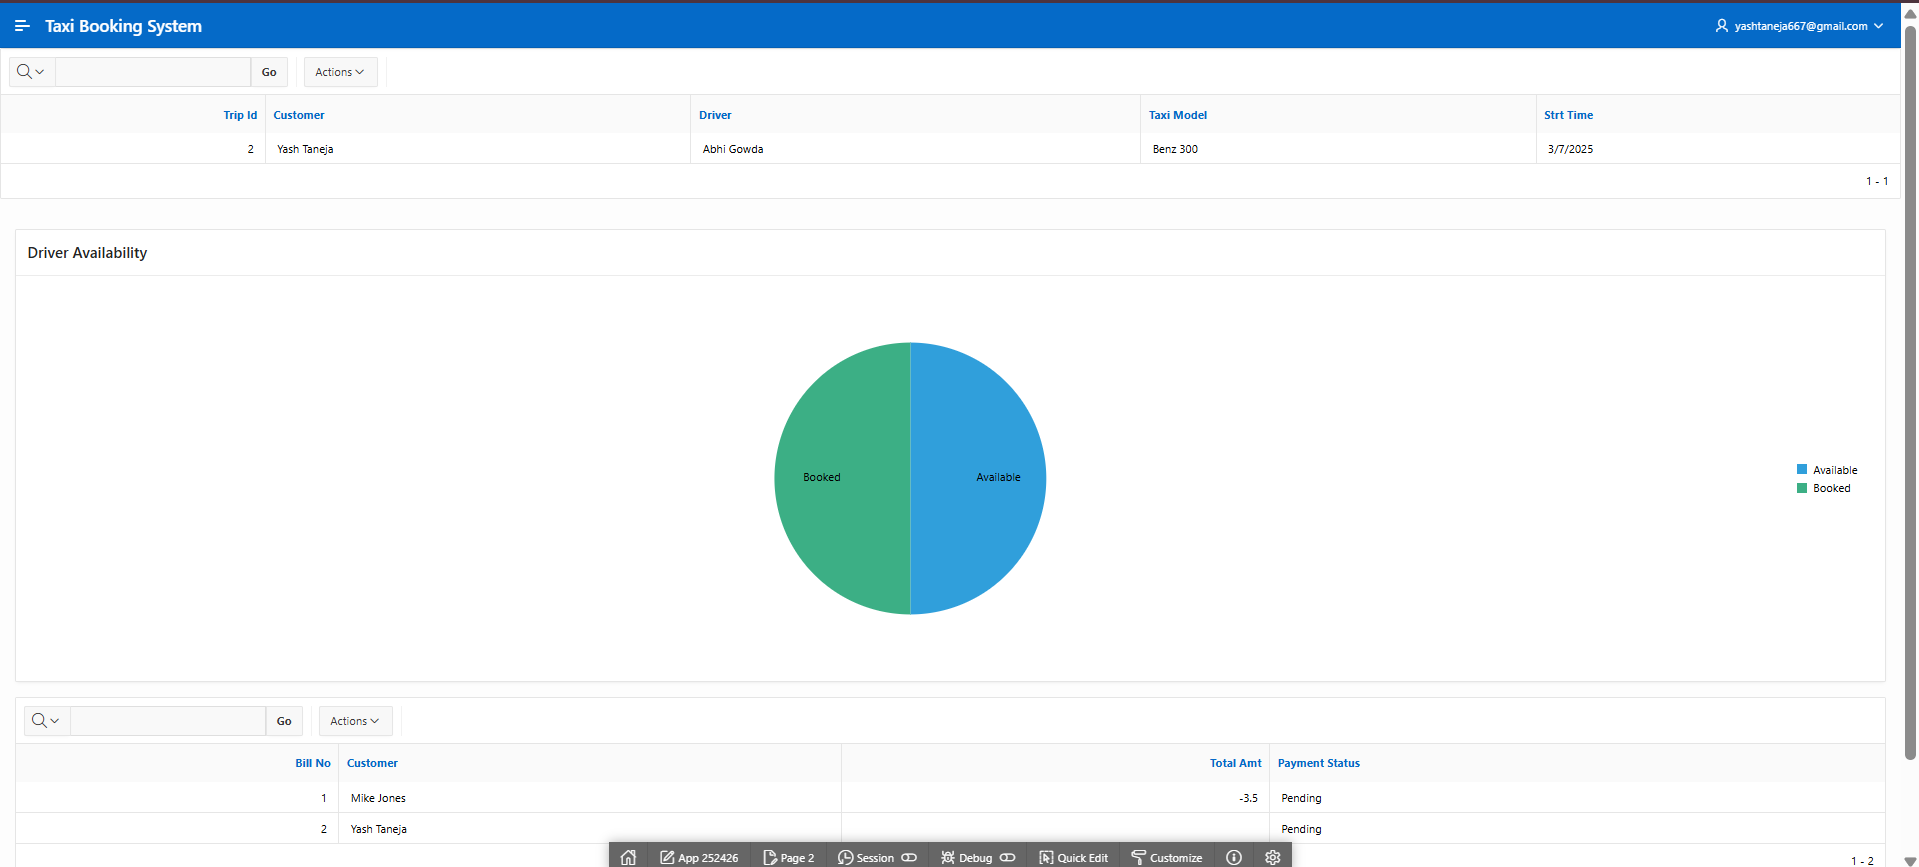 Taxi Booking System
yashtaneja667@gmail.com
Go
Actions
Trip Id Customer Driver Taxi Model Strt Time
2 Yash Taneja Abhi Gowda Benz 300 3/7/2025
1 - 1
Driver Availability
Booked Available
Available
Booked
Go
Actions
Bill No Customer Total Amt Payment Status
1 Mike Jones -3.5 Pending
2 Yash Taneja Pending
App 252426 Page 2 Session Debug Quick Edit Customize
1 - 2